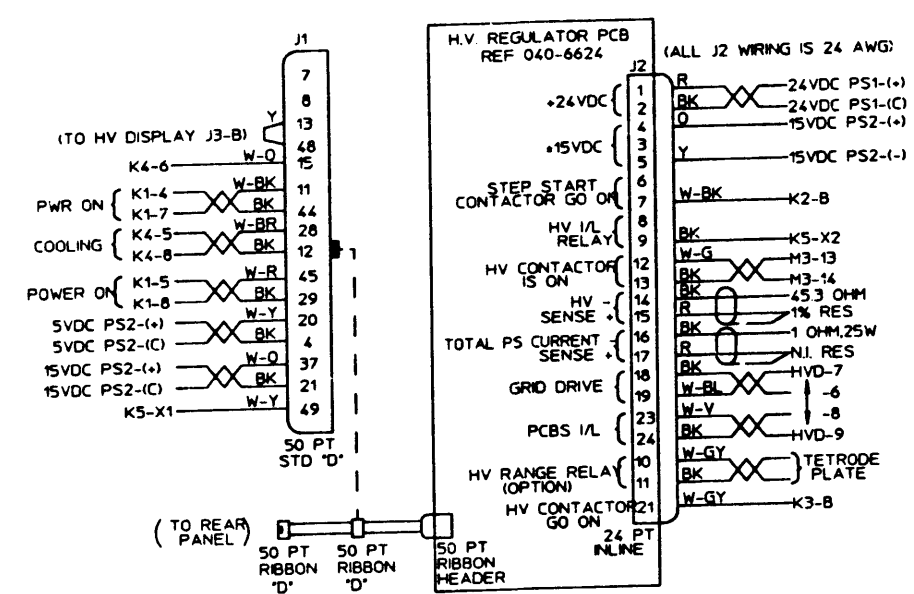 J1
7
8
Y
13
(TO HV DISPLAY J3-B)
48
K4-6 W-O 15
PWR ON { K1-4 W-BK 11
K1-7 BK 44
COOLING { K4-5 W-BR 28
K4-8 BK 12
POWER ON { K1-5 W-R 45
K1-8 BK 29
5VDC PS2-(+) W-Y 20
5VDC PS2-(C) BK 4
15VDC PS2-(+) W-O 37
15VDC PS2-(C) BK 21
K5-X1 W-Y 49
50 PT
STD "D"
(TO REAR
PANEL)
50 PT
RIBBON
"D"
50 PT
RIBBON
"D"
50 PT
RIBBON
HEADER
H.V. REGULATOR PCB
REF 040-6624
(ALL J2 WIRING IS 24 AWG)
J2
+24VDC { 1 R 24VDC PS1-(+)
2 BK 24VDC PS1-(C)
±15VDC { 4 O 15VDC PS2-(+)
3
5 Y 15VDC PS2-(-)
STEP START
CONTACTOR GO ON { 6
7 W-BK K2-B
HV I/L
RELAY { 8
9 BK K5-X2
HV CONTACTOR
IS ON { 12 W-G M3-13
13 BK M3-14
HV -
SENSE + { 14 BK 45.3 OHM
15 R 1% RES
TOTAL PS CURRENT -
SENSE + { 16 BK 1 OHM,25W
17 R N.I. RES
GRID DRIVE { 18 BK HVD-7
19 W-BL -6
PCBS I/L { 23 W-V -8
24 BK HVD-9
HV RANGE RELAY
(OPTION) { 10 W-GY } TETRODE
11 BK PLATE
HV CONTACTOR
GO ON 21 W-GY K3-B
24 PT
INLINE